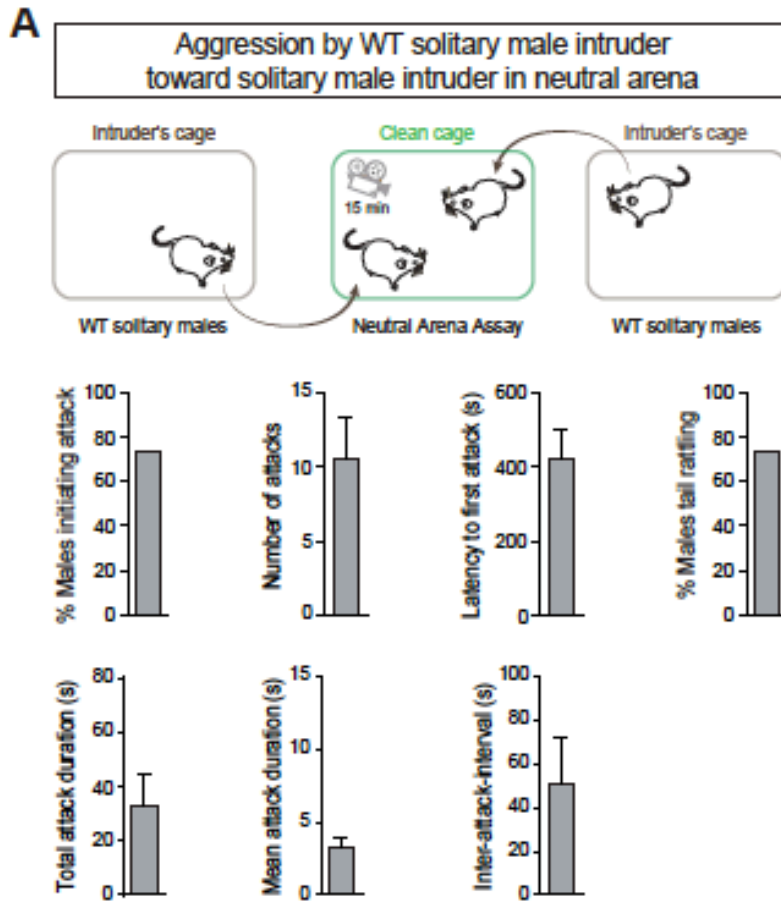 A
Aggression by WT solitary male intruder
toward solitary male intruder in neutral arena
Intruder's cage
Clean cage
Intruder's cage
15 min
WT solitary males
Neutral Arena Assay
WT solitary males
% Males initiating attack
100
80
60
40
20
0
Number of attacks
15
10
5
0
Latency to first attack (s)
600
400
200
0
% Males tail rattling
100
80
60
40
20
0
Total attack duration (s)
80
60
40
20
0
Mean attack duration (s)
15
10
5
0
Inter-attack-interval (s)
100
80
60
40
20
0